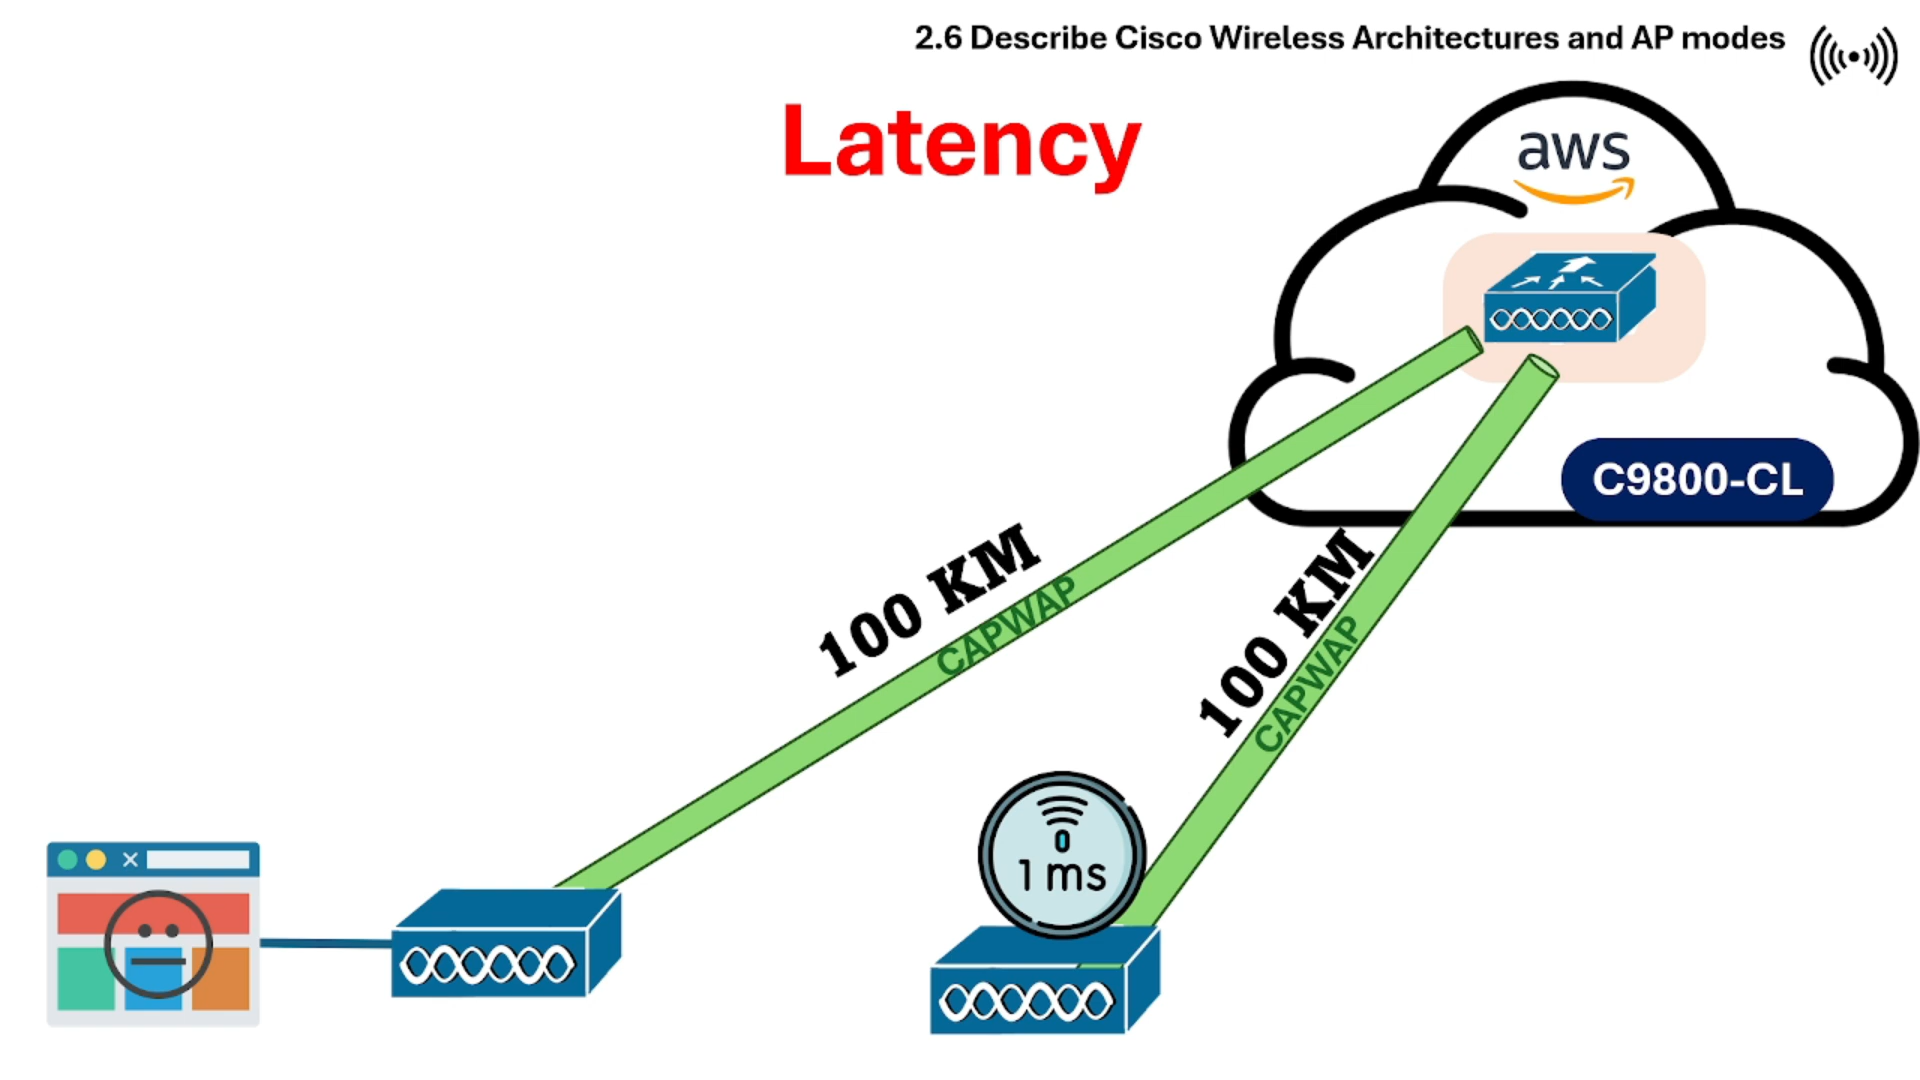 2.6 Describe Cisco Wireless Architectures and AP modes
Latency
aws
C9800-CL
100 KM
CAPWAP
100 KM
CAPWAP
1 ms